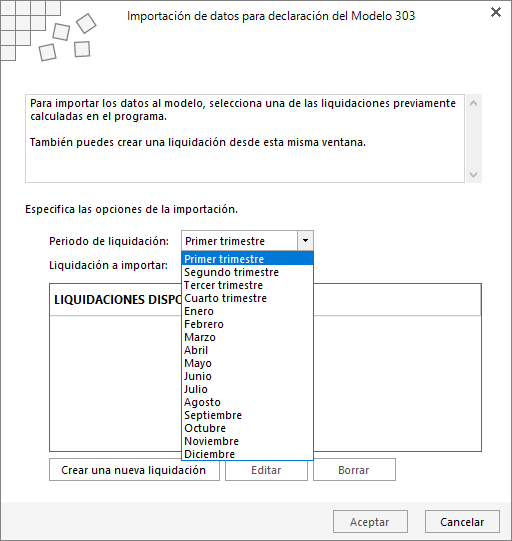 Importación de datos para declaración del Modelo 303
Para importar los datos al modelo, selecciona una de las liquidaciones previamente
calculadas en el programa.
También puedes crear una liquidación desde esta misma ventana.
Especifica las opciones de la importación.
Periodo de liquidación: Primer trimestre
Liquidación a importar:
Primer trimestre
Segundo trimestre
Tercer trimestre
Cuarto trimestre
Enero
Febrero
Marzo
Abril
Mayo
Junio
Julio
Agosto
Septiembre
Octubre
Noviembre
Diciembre
LIQUIDACIONES DISPO
Crear una nueva liquidación Editar Borrar
Aceptar Cancelar